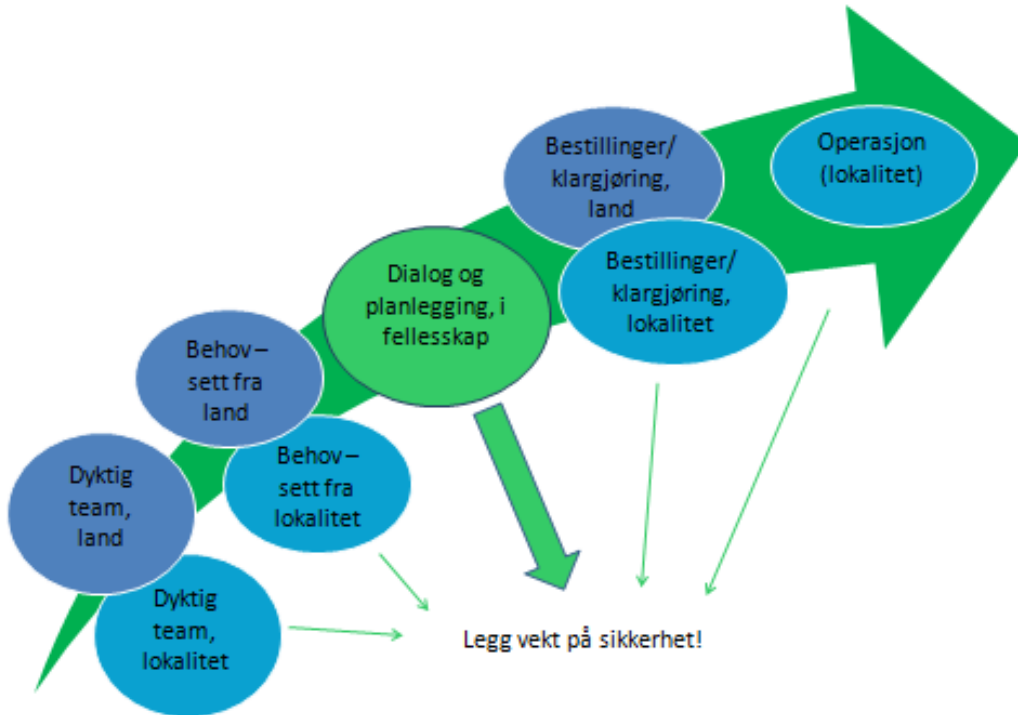 Dyktig
team,
land
Dyktig
team,
lokalitet
Behov –
sett fra
land
Behov –
sett fra
lokalitet
Dialog og
planlegging, i
fellesskap
Bestillinger/
klargjøring,
land
Bestillinger/
klargjøring,
lokalitet
Operasjon
(lokalitet)
Legg vekt på sikkerhet!